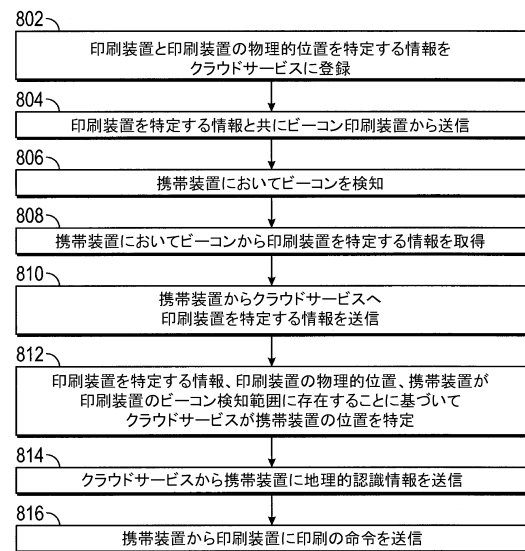 802
印刷装置と印刷装置の物理的位置を特定する情報を
クラウドサービスに登録
804
印刷装置を特定する情報と共にビーコン印刷装置から送信
806
携帯装置においてビーコンを検知
808
携帯装置においてビーコンから印刷装置を特定する情報を取得
810
携帯装置からクラウドサービスへ
印刷装置を特定する情報を送信
812
印刷装置を特定する情報、印刷装置の物理的位置、携帯装置が
印刷装置のビーコン検知範囲に存在することに基づいて
クラウドサービスが携帯装置の位置を特定
814
クラウドサービスから携帯装置に地理的認識情報を送信
816
携帯装置から印刷装置に印刷の命令を送信